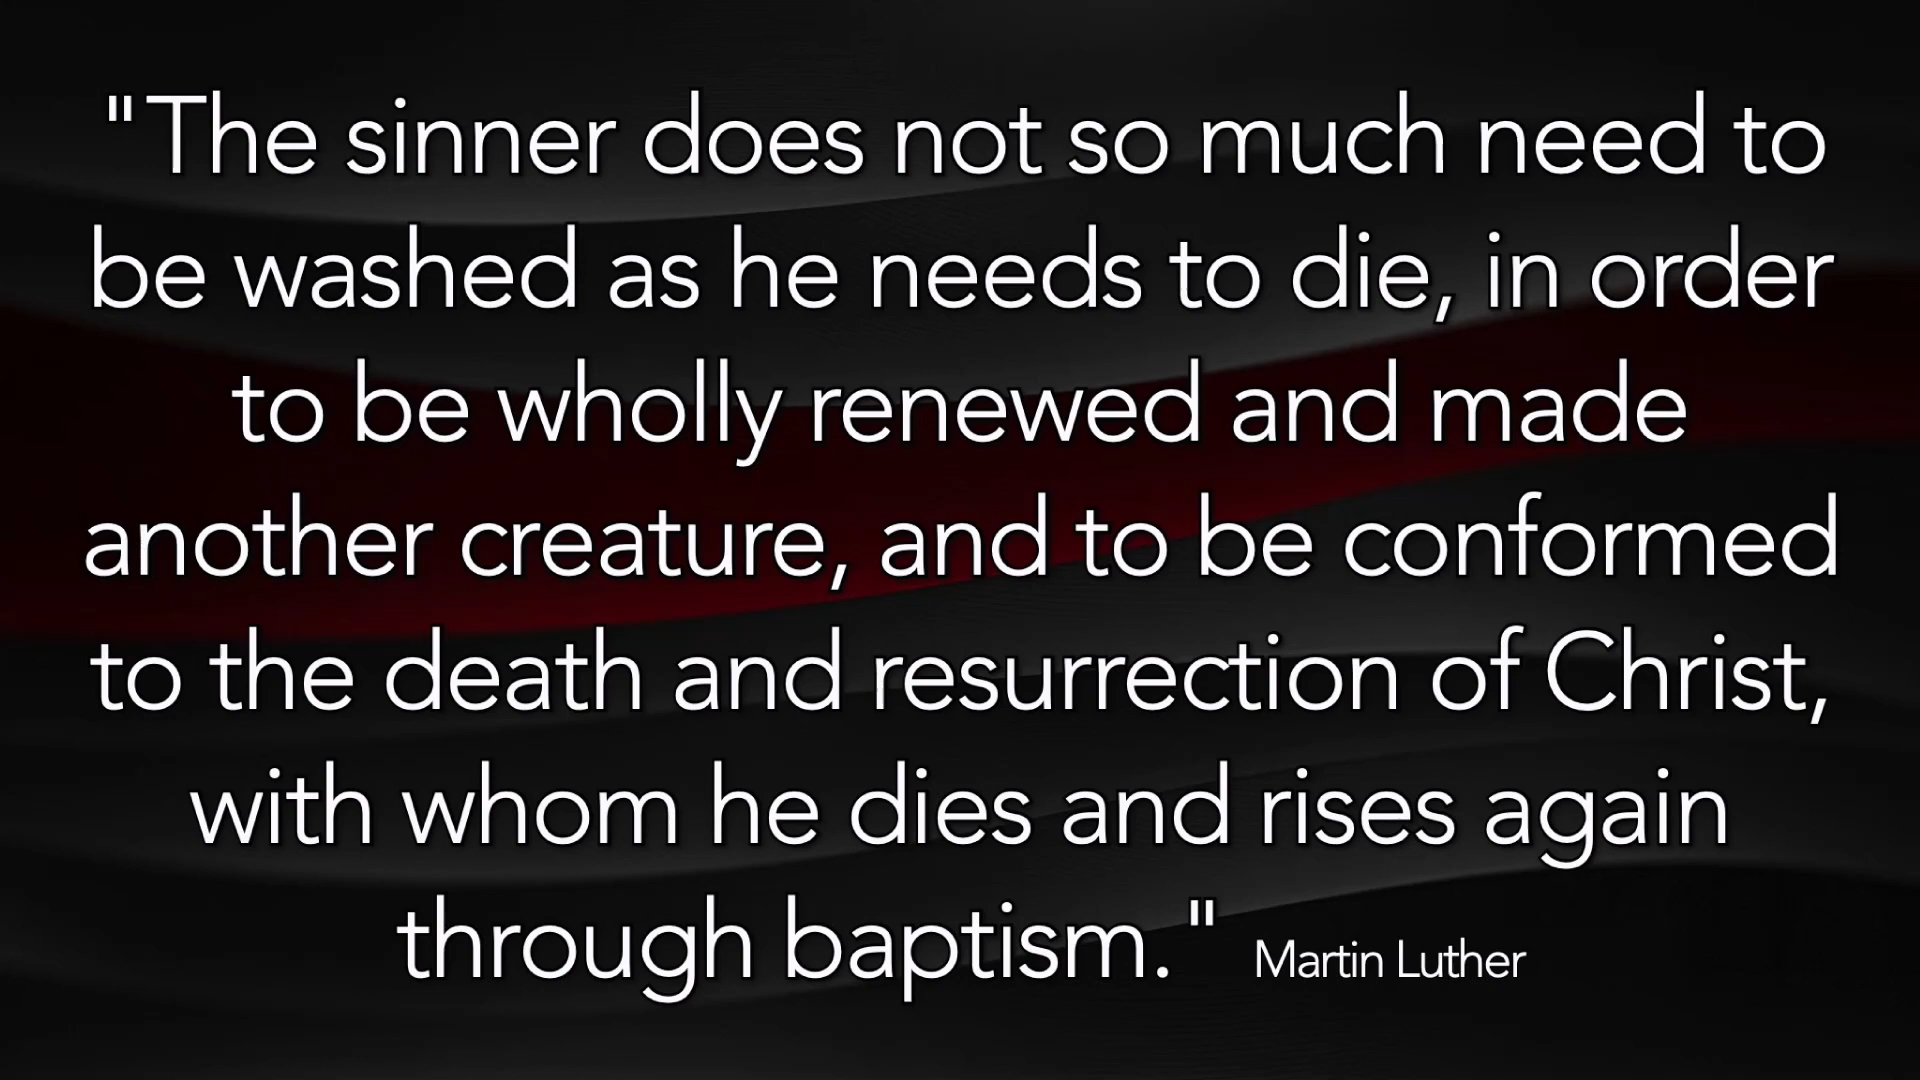 "The sinner does not so much need to
be washed as he needs to die, in order
to be wholly renewed and made
another creature, and to be conformed
to the death and resurrection of Christ,
with whom he dies and rises again
through baptism." Martin Luther